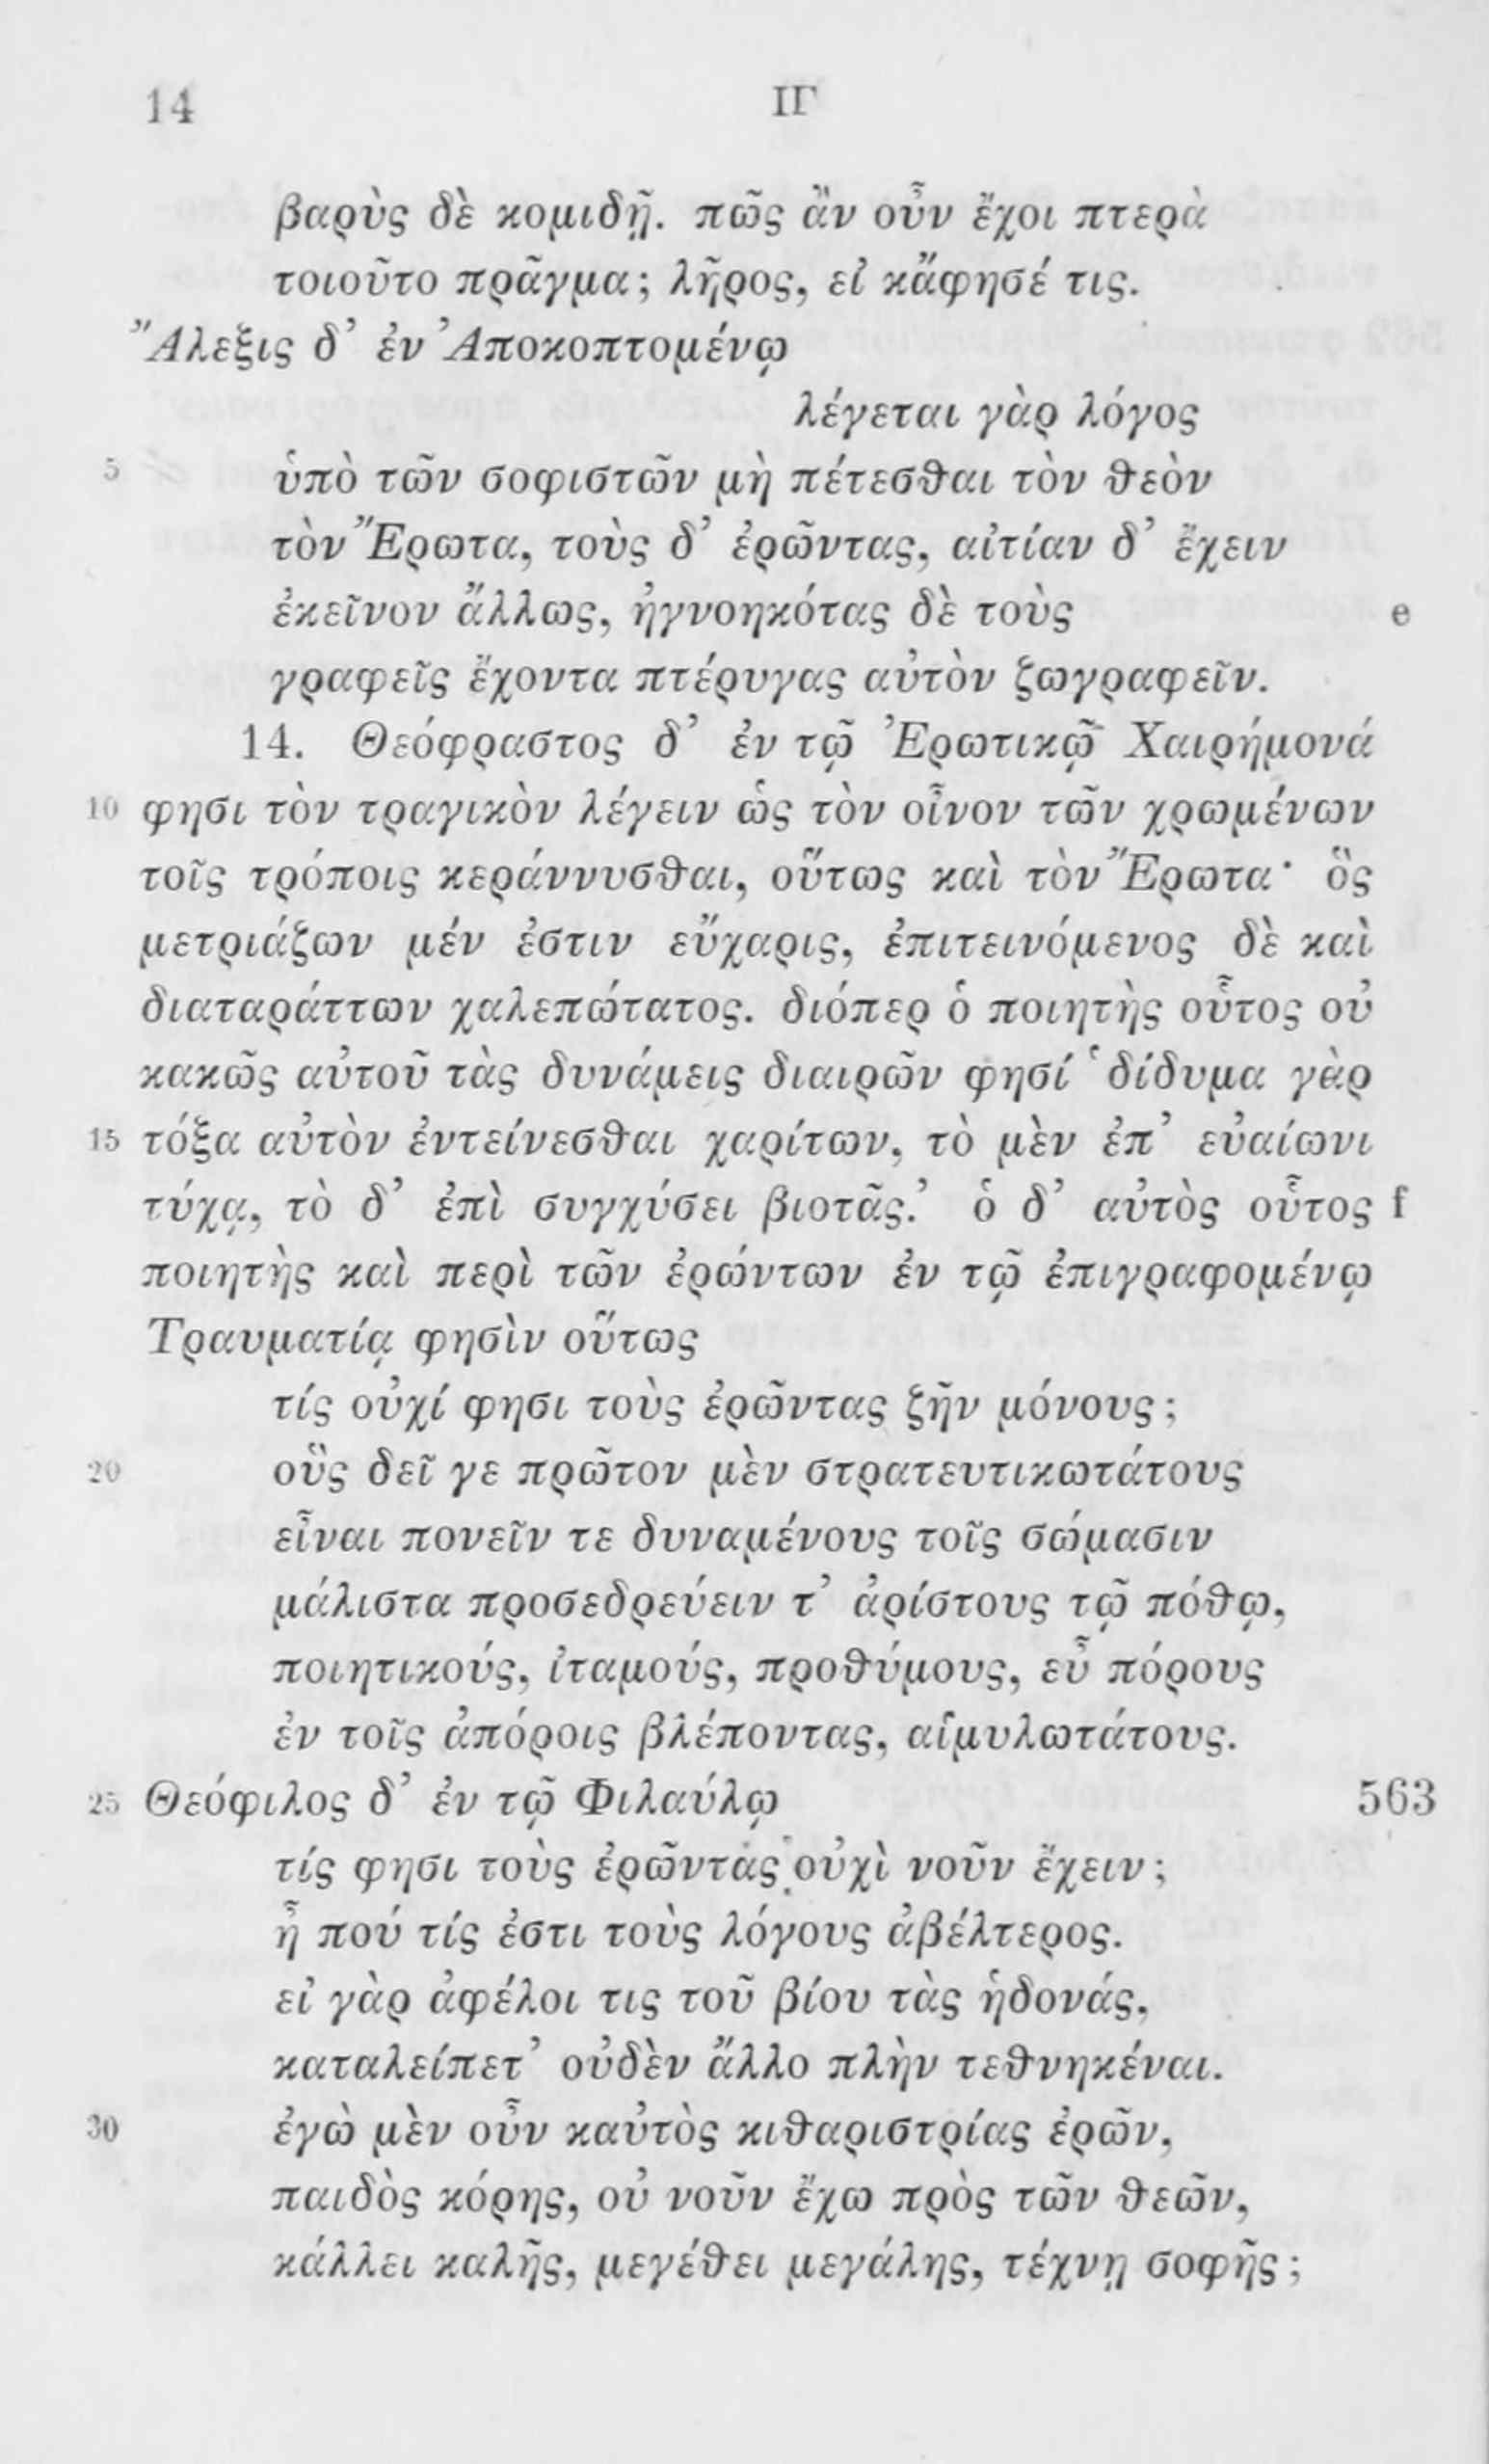 14
ΙΓ
βαρὺς δὲ κομιδῇ. πῶς ἂν οὖν ἔχοι πτερὰ
τοιοῦτο πρᾶγμα; λῆρος, εἰ κἄφησέ τις.
Ἄλεξις δ’ ἐν Ἀποκοπτομένῳ
λέγεται γὰρ λόγος
5 ὑπὸ τῶν σοφιστῶν μὴ πέτεσθαι τὸν θεὸν
τὸν Ἔρωτα, τοὺς δ’ ἐρῶντας, αἰτίαν δ’ ἔχειν
ἐκεῖνον ἄλλως, ἠγνοηκότας δὲ τοὺς e
γραφεῖς ἔχοντα πτέρυγας αὐτὸν ζωγραφεῖν.
14. Θεόφραστος δ’ ἐν τῷ Ἐρωτικῷ Χαιρήμονά
10 φησι τὸν τραγικὸν λέγειν ὡς τὸν οἶνον τῶν χρωμένων
τοῖς τρόποις κεράννυσθαι, οὕτως καὶ τὸν Ἔρωτα· ὃς
μετριάζων μέν ἐστιν εὔχαρις, ἐπιτεινόμενος δὲ καὶ
διαταράττων χαλεπώτατος. διόπερ ὁ ποιητὴς οὗτος οὐ
κακῶς αὐτοῦ τὰς δυνάμεις διαιρῶν φησί ‘δίδυμα γὰρ
15 τόξα αὐτὸν ἐντείνεσθαι χαρίτων, τὸ μὲν ἐπ’ εὐαίωνι
τύχᾳ, τὸ δ’ ἐπὶ συγχύσει βιοτᾶς.’ ὁ δ’ αὐτὸς οὗτος f
ποιητὴς καὶ περὶ τῶν ἐρώντων ἐν τῷ ἐπιγραφομένῳ
Τραυματίᾳ φησὶν οὕτως
τίς οὐχί φησι τοὺς ἐρῶντας ζῆν μόνους;
20 οὓς δεῖ γε πρῶτον μὲν στρατευτικωτάτους
εἶναι πονεῖν τε δυναμένους τοῖς σώμασιν
μάλιστα προσεδρεύειν τ’ ἀρίστους τῷ πόθῳ,
ποιητικούς, ἰταμούς, προθύμους, εὖ πόρους
ἐν τοῖς ἀπόροις βλέποντας, αἱμυλωτάτους.
25 Θεόφιλος δ’ ἐν τῷ Φιλαύλῳ 563
τίς φησι τοὺς ἐρῶντας οὐχὶ νοῦν ἔχειν;
ἦ πού τίς ἐστι τοὺς λόγους ἀβέλτερος.
εἰ γὰρ ἀφέλοι τις τοῦ βίου τὰς ἡδονάς,
καταλείπετ’ οὐδὲν ἄλλο πλὴν τεθνηκέναι.
30 ἐγὼ μὲν οὖν καὐτὸς κιθαριστρίας ἐρῶν,
παιδὸς κόρης, οὐ νοῦν ἔχω πρὸς τῶν θεῶν,
κάλλει καλῆς, μεγέθει μεγάλης, τέχνῃ σοφῆς;